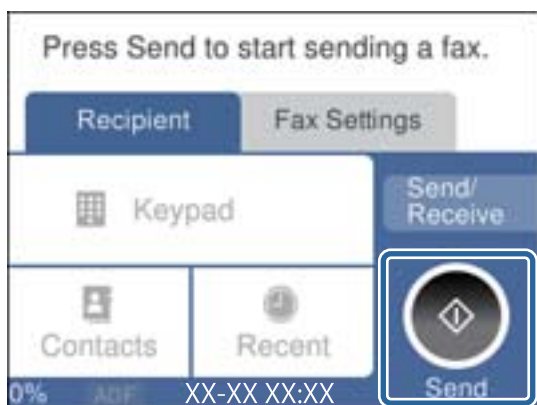 Press Send to start sending a fax.
Recipient
Fax Settings
Keypad
Send/
Receive
Contacts
Recent
Send
0%
ADF
XX-XX XX:XX